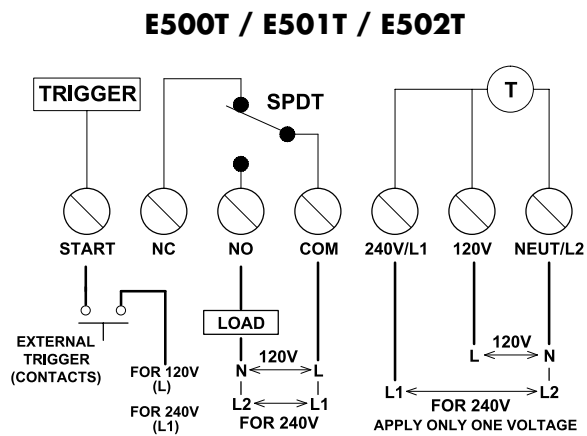 E500T / E501T / E502T
TRIGGER
SPDT
T
START NC NO COM 240V/L1 120V NEUT/L2
LOAD
EXTERNAL
TRIGGER
(CONTACTS)
FOR 120V
(L)
FOR 240V
(L1)
N 120V L
L2 L1
FOR 240V
L 120V N
L1 L2
FOR 240V
APPLY ONLY ONE VOLTAGE